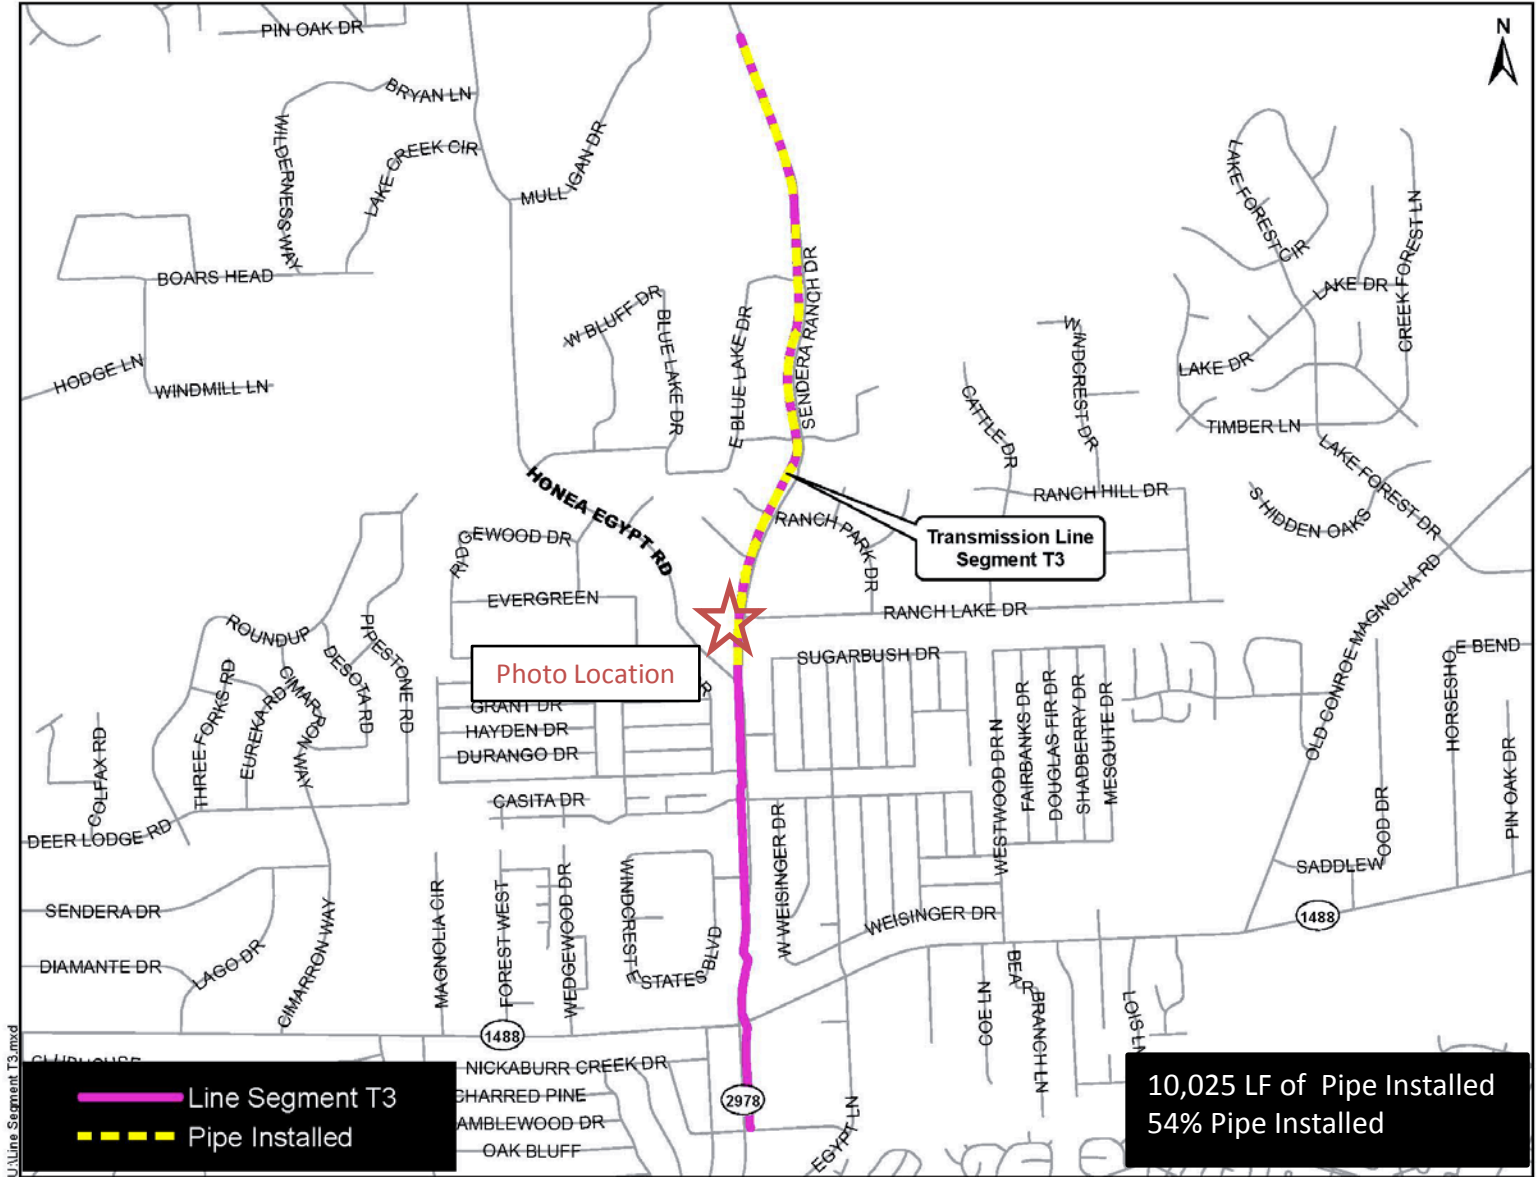 N
PIN OAK DR
BRYAN LN
WILDERNESS WAY
LAKE CREEK CIR
MULLIGAN DR
BOARS HEAD
HODGE LN
WINDMILL LN
W BLUFF DR
BLUE LAKE DR
E BLUE LAKE DR
SENDERA RANCH DR
LAKE FOREST CIR
LAKE DR
CREEK FOREST LN
LAKE DR
TIMBER LN
LAKE FOREST DR
WINDCREST DR
CATTLE DR
RANCH HILL DR
S HIDDEN OAKS
HONEA EGYPT RD
RANCH PARK DR
Transmission Line
Segment T3
RIDGEWOOD DR
EVERGREEN
RANCH LAKE DR
OLD CONROE MAGNOLIA RD
ROUNDUP
PIPESTONE RD
DESOTA RD
CIMARRON WAY
THREE FORKS RD
EUREKA RD
Photo Location
R
SUGARBUSH DR
E BEND
HORSESHO
GRANT DR
HAYDEN DR
DURANGO DR
CASITA DR
COLFAX RD
DEER LODGE RD
WESTWOOD DR N
FAIRBANKS DR
DOUGLAS FIR DR
SHADBERRY DR
MESQUITE DR
PIN OAK DR
SADDLEWOOD DR
W WEISINGER DR
WEISINGER DR
1488
SENDERA DR
DIAMANTE DR
LAGO DR
CIMARRON WAY
MAGNOLIA CIR
FOREST WEST
WEDGEWOOD DR
WINDCREST ESTATES BLVD
COE LN
BEAR BRANCH LN
LOIS LN
1488
CLUBHOUSE
NICKABURR CREEK DR
CHARRED PINE
AMBLEWOOD DR
OAK BLUFF
2978
EGYPT LN
Line Segment T3
Pipe Installed
10,025 LF of Pipe Installed
54% Pipe Installed
U:\Line Segment T3.mxd